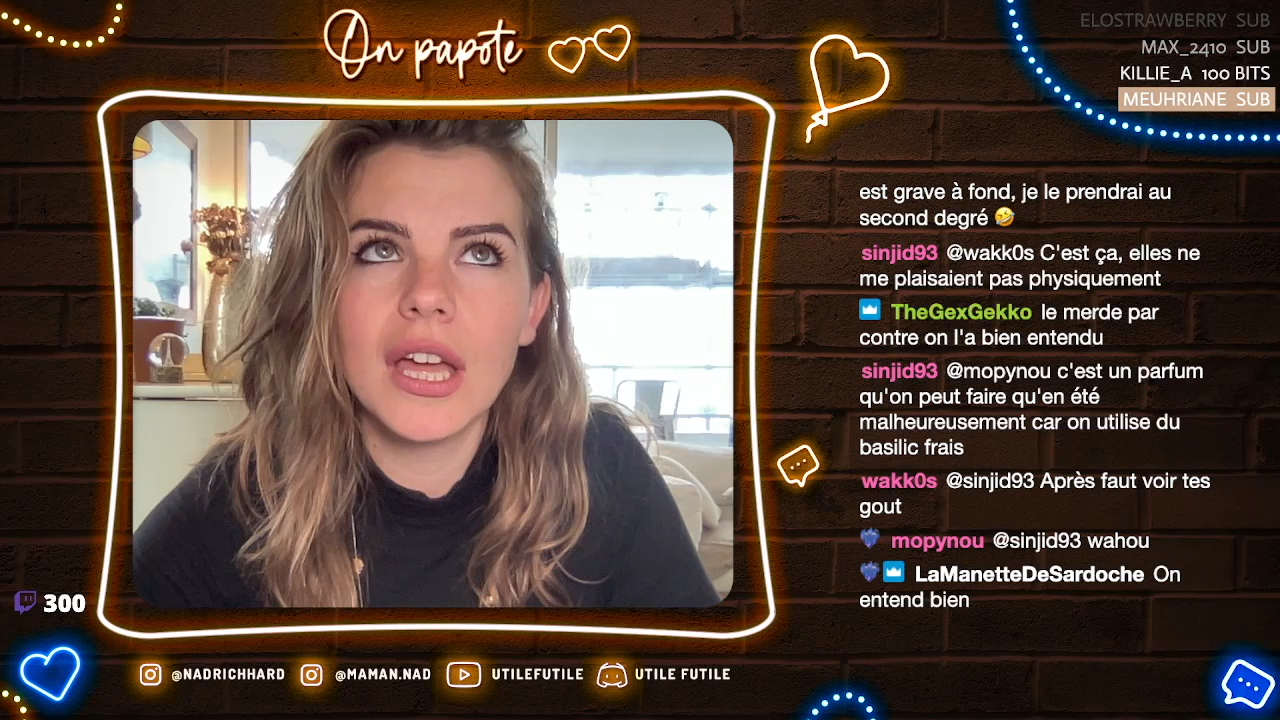 On papote
ELOSTRAWBERRY SUB
MAX_2410 SUB
KILLIE_A 100 BITS
MEUHRIANE SUB
est grave à fond, je le prendrai au
second degré 🤣
sinjid93 @wakk0s C'est ça, elles ne
me plaisaient pas physiquement
TheGexGekko le merde par
contre on l'a bien entendu
sinjid93 @mopynou c'est un parfum
qu'on peut faire qu'en été
malheureusement car on utilise du
basilic frais
wakk0s @sinjid93 Après faut voir tes
gout
mopynou @sinjid93 wahou
LaManetteDeSardoche On
entend bien
300
@NADRICHHARD @MAMAN.NAD UTILEFUTILE UTILE FUTILE